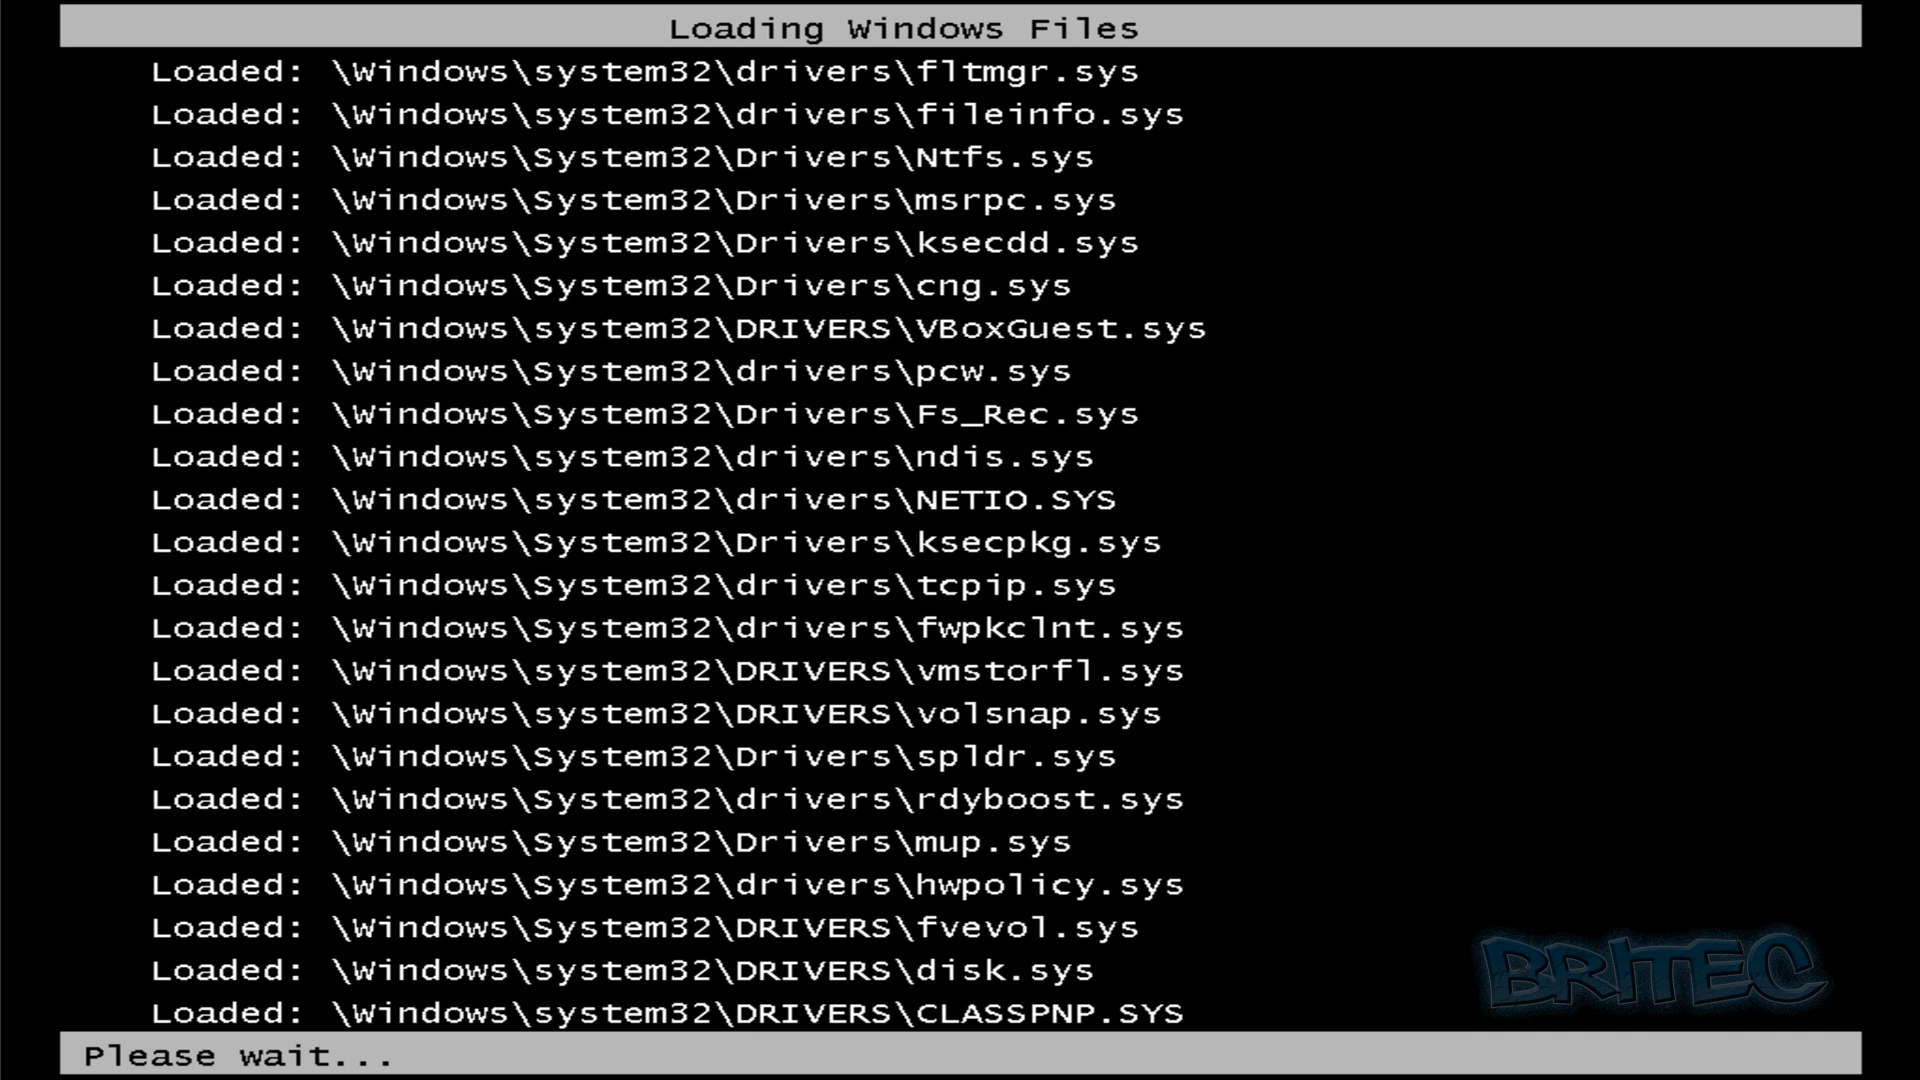 Loading Windows Files
Loaded: \Windows\system32\drivers\fltmgr.sys
Loaded: \Windows\system32\drivers\fileinfo.sys
Loaded: \Windows\System32\Drivers\Ntfs.sys
Loaded: \Windows\System32\Drivers\msrpc.sys
Loaded: \Windows\System32\Drivers\ksecdd.sys
Loaded: \Windows\System32\Drivers\cng.sys
Loaded: \Windows\system32\DRIVERS\VBoxGuest.sys
Loaded: \Windows\System32\drivers\pcw.sys
Loaded: \Windows\System32\Drivers\Fs_Rec.sys
Loaded: \Windows\system32\drivers\ndis.sys
Loaded: \Windows\system32\drivers\NETIO.SYS
Loaded: \Windows\System32\Drivers\ksecpkg.sys
Loaded: \Windows\System32\drivers\tcpip.sys
Loaded: \Windows\System32\drivers\fwpkclnt.sys
Loaded: \Windows\system32\DRIVERS\vmstorfl.sys
Loaded: \Windows\system32\DRIVERS\volsnap.sys
Loaded: \Windows\System32\Drivers\spldr.sys
Loaded: \Windows\System32\drivers\rdyboost.sys
Loaded: \Windows\System32\Drivers\mup.sys
Loaded: \Windows\System32\drivers\hwpolicy.sys
Loaded: \Windows\System32\DRIVERS\fvevol.sys
Loaded: \Windows\system32\DRIVERS\disk.sys
Loaded: \Windows\system32\DRIVERS\CLASSPNP.SYS
BRITEC
Please wait...